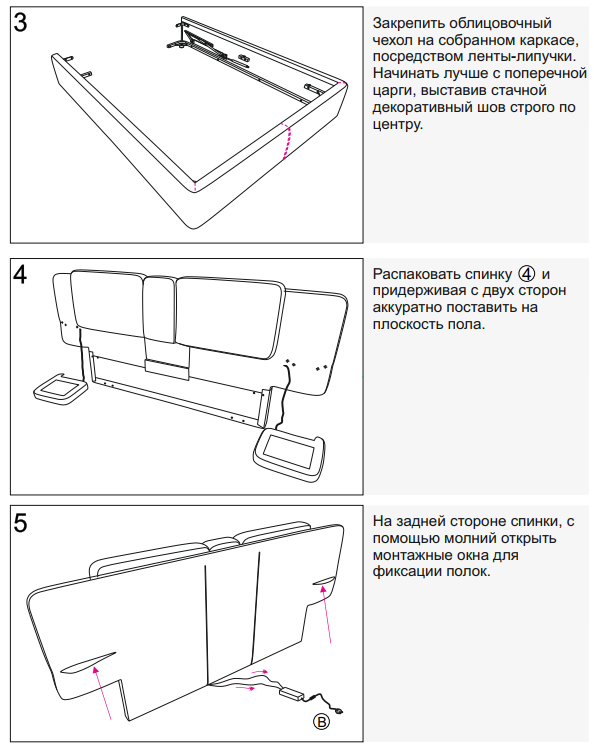 3
Закрепить облицовочный
чехол на собранном каркасе,
посредством ленты-липучки.
Начинать лучше с поперечной
царги, выставив стачной
декоративный шов строго по
центру.
4
Распаковать спинку ④ и
придерживая с двух сторон
аккуратно поставить на
плоскость пола.
5
На задней стороне спинки, с
помощью молний открыть
монтажные окна для
фиксации полок.
B